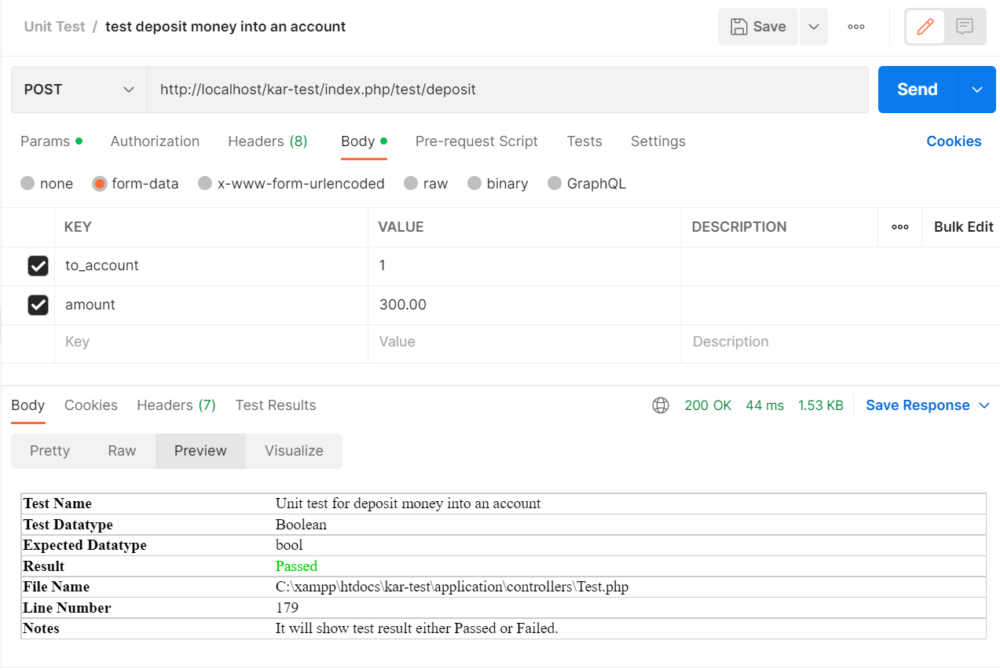 Unit Test / test deposit money into an account Save
POST http://localhost/kar-test/index.php/test/deposit Send
Params Authorization Headers (8) Body Pre-request Script Tests Settings Cookies
none form-data x-www-form-urlencoded raw binary GraphQL
KEY VALUE DESCRIPTION Bulk Edit
to_account 1
amount 300.00
Key Value Description
Body Cookies Headers (7) Test Results 200 OK 44 ms 1.53 KB Save Response
Pretty Raw Preview Visualize
Test Name Unit test for deposit money into an account
Test Datatype Boolean
Expected Datatype bool
Result Passed
File Name C:\xampp\htdocs\kar-test\application\controllers\Test.php
Line Number 179
Notes It will show test result either Passed or Failed.